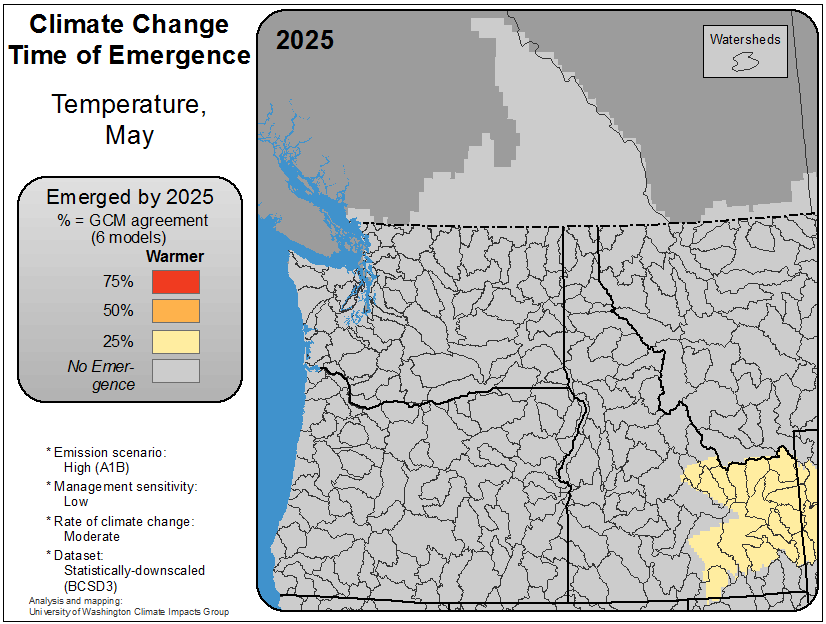 Climate Change
Time of Emergence
Temperature,
May
Emerged by 2025
% = GCM agreement
(6 models)
Warmer
75%
50%
25%
No Emer-
gence
* Emission scenario:
High (A1B)
* Management sensitivity:
Low
* Rate of climate change:
Moderate
* Dataset:
Statistically-downscaled
(BCSD3)
Analysis and mapping:
University of Washington Climate Impacts Group
2025
Watersheds